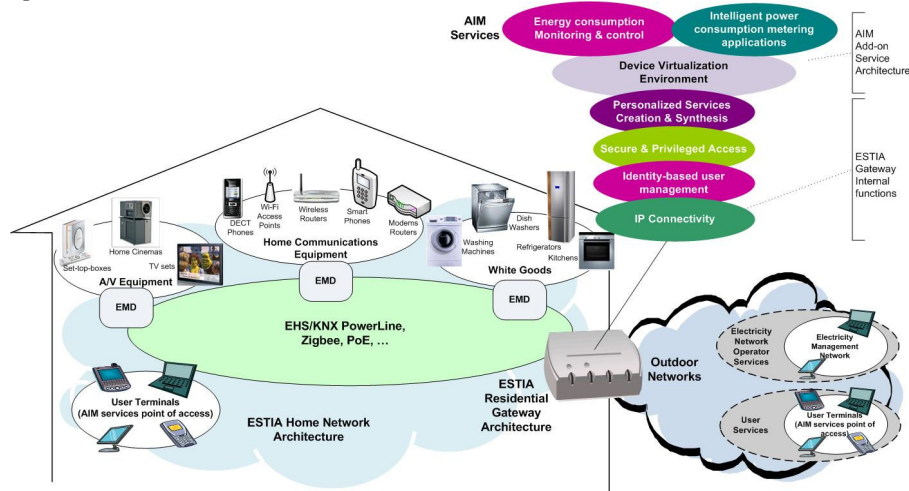 AIM
Services
Energy consumption
Monitoring & control
Intelligent power
consumption metering
applications
Device Virtualization
Environment
AIM
Add-on
Service
Architecture
Personalized Services
Creation & Synthesis
Secure & Privileged Access
Identity-based user
management
IP Connectivity
ESTIA
Gateway
Internal
functions
DECT
Phones
Wi-Fi
Access
Points
Wireless
Routers
Smart
Phones
Modems
Routers
Home Communications
Equipment
Set-top-boxes
Home Cinemas
TV sets
A/V Equipment
Washing
Machines
Dish
Washers
Refrigerators
Kitchens
White Goods
EMD
EMD
EMD
EHS/KNX PowerLine,
Zigbee, PoE, ...
User Terminals
(AIM services point of access)
ESTIA Home Network
Architecture
ESTIA
Residential
Gateway
Architecture
Outdoor
Networks
Electricity
Network
Operator
Services
Electricity
Management
Network
User
Services
User Terminals
(AIM services point of
access)